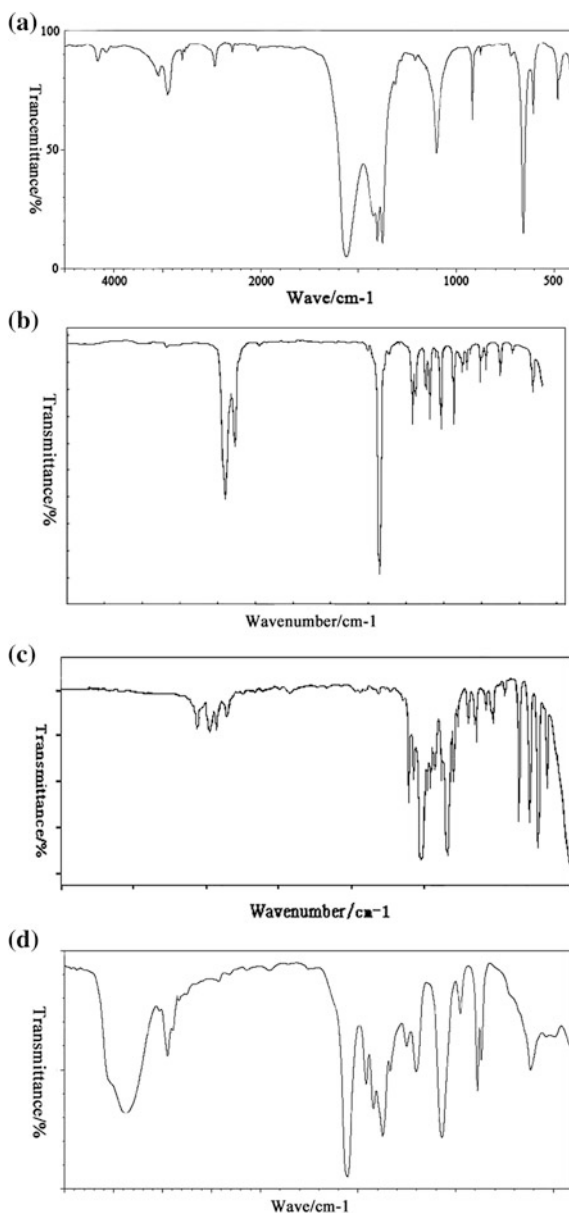 (a)
100
Trancemittance/%
50
0
4000 2000 1000 500
Wave/cm-1
(b)
Transmittance/%
Wavenumber/cm-1
(c)
Transmittance/%
Wavenumber/cm-1
(d)
Transmittance/%
Wave/cm-1